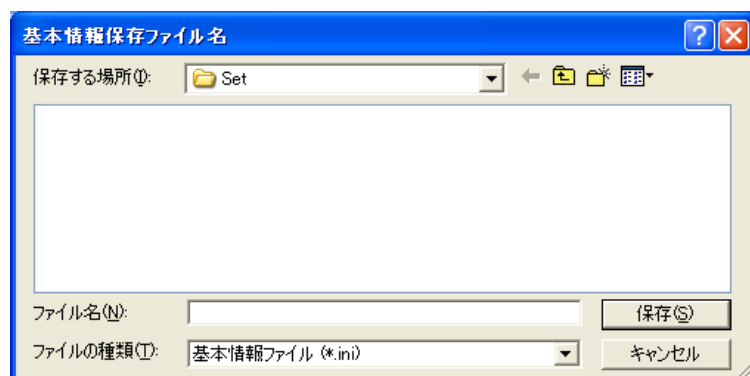 基本情報保存ファイル名
保存する場所(I):
Set
ファイル名(N):
保存(S)
ファイルの種類(T):
基本情報ファイル (*.ini)
キャンセル